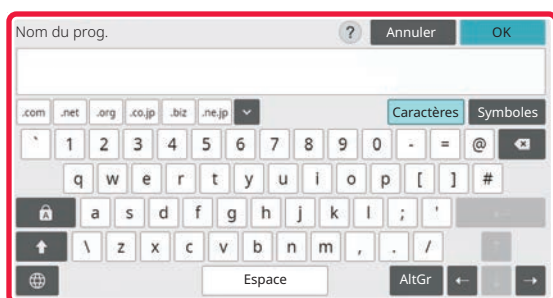 Nom du prog. ? Annuler OK
.com .net .org .co.jp .biz .ne.jp Caractères Symboles
` 1 2 3 4 5 6 7 8 9 0 - = @
q w e r t y u i o p [ ] #
A a s d f g h j k l ; '
\ z x c v b n m , . /
Espace AltGr